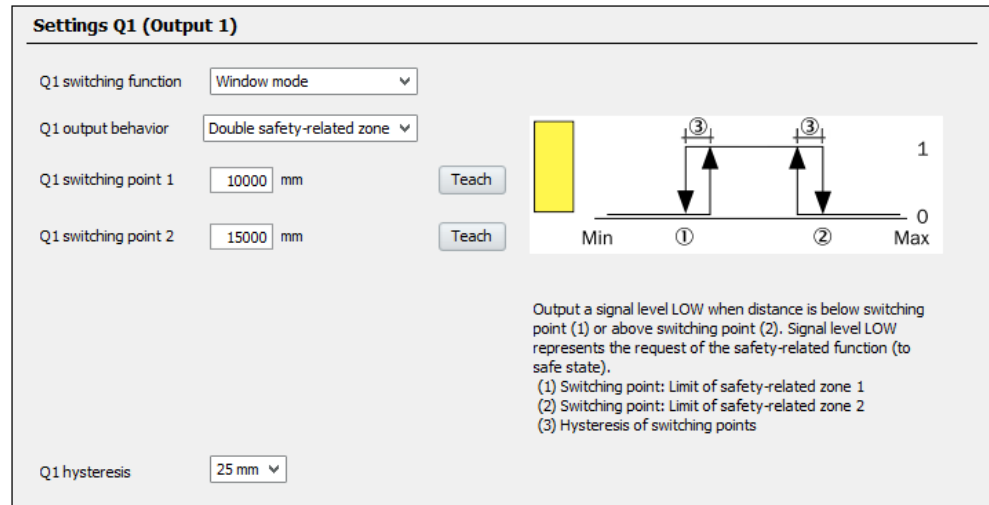 Settings Q1 (Output 1)
Q1 switching function Window mode
Q1 output behavior Double safety-related zone
Q1 switching point 1 10000 mm Teach
Q1 switching point 2 15000 mm Teach
③ ③
1
0
Min ① ② Max
Output a signal level LOW when distance is below switching
point (1) or above switching point (2). Signal level LOW
represents the request of the safety-related function (to
safe state).
(1) Switching point: Limit of safety-related zone 1
(2) Switching point: Limit of safety-related zone 2
(3) Hysteresis of switching points
Q1 hysteresis 25 mm